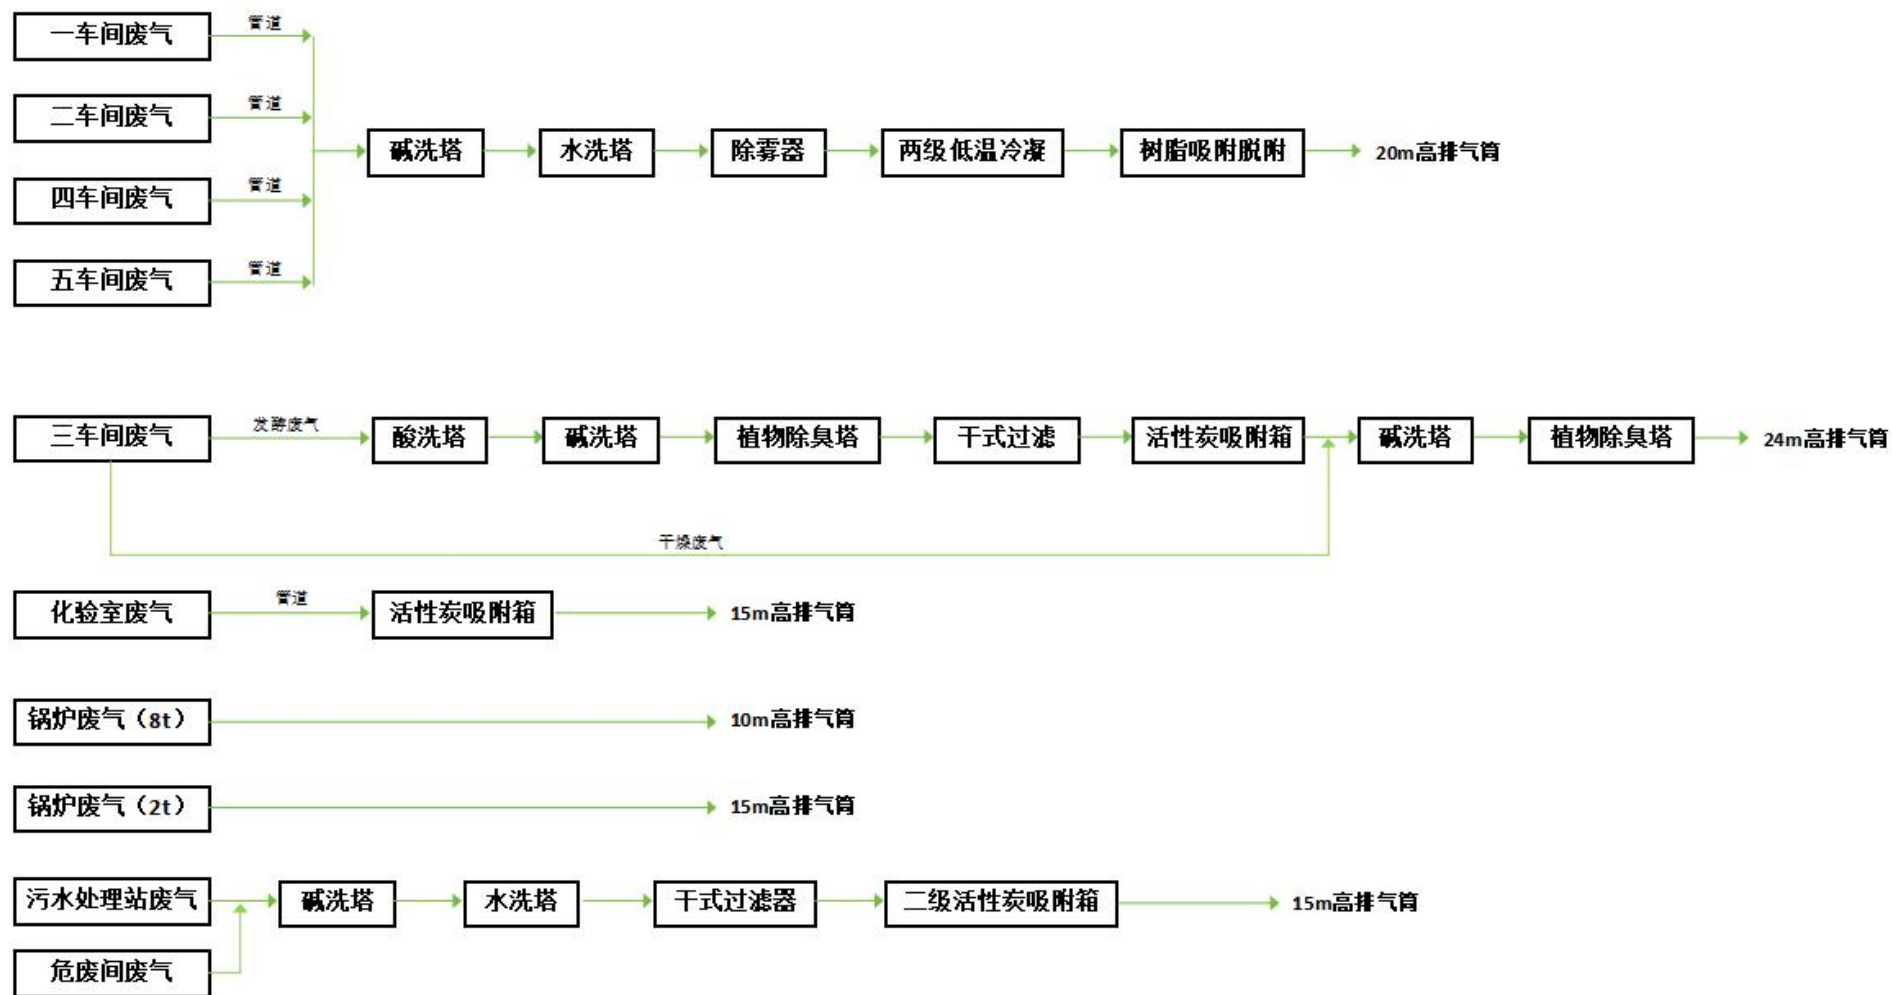 一车间废气
管道
二车间废气
管道
四车间废气
管道
五车间废气
管道
碱洗塔
水洗塔
除雾器
两级低温冷凝
树脂吸附脱附
20m高排气筒
三车间废气
发酵废气
酸洗塔
碱洗塔
植物除臭塔
干式过滤
活性炭吸附箱
碱洗塔
植物除臭塔
24m高排气筒
干燥废气
化验室废气
管道
活性炭吸附箱
15m高排气筒
锅炉废气（8t）
10m高排气筒
锅炉废气（2t）
15m高排气筒
污水处理站废气
碱洗塔
水洗塔
干式过滤器
二级活性炭吸附箱
15m高排气筒
危废间废气